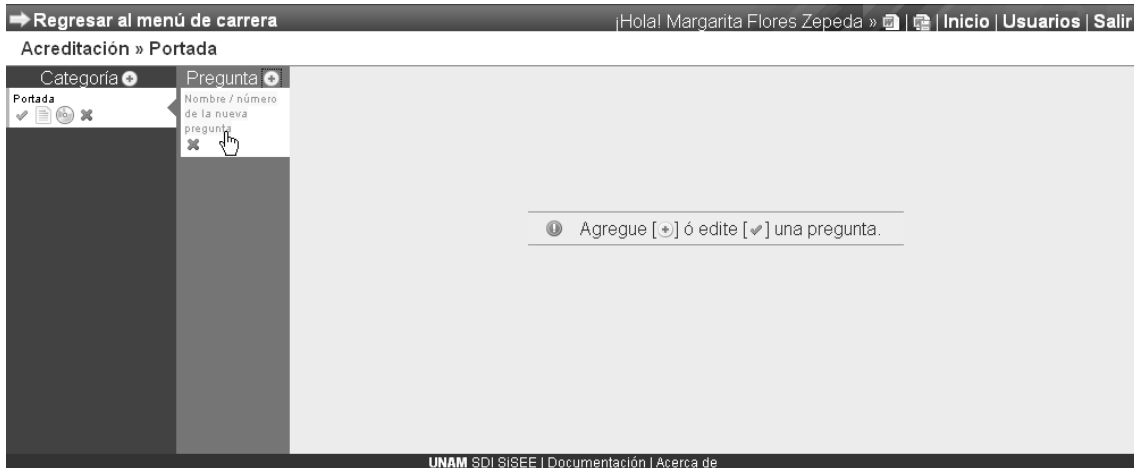 Regresar al menú de carrera
¡Hola! Margarita Flores Zepeda » | | Inicio | Usuarios | Salir
Acreditación » Portada
Categoría
Pregunta
Portada
Nombre / número
de la nueva
pregunta
Agregue [+] ó edite [✔] una pregunta.
UNAM SDI SiSEE | Documentación | Acerca de